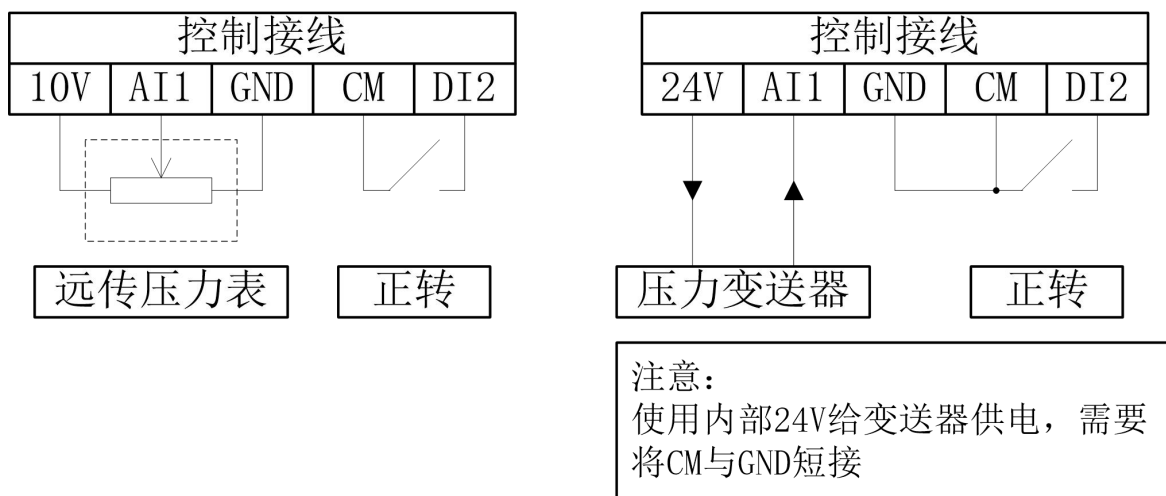 控制接线
10V AI1 GND CM DI2
远传压力表
正转
控制接线
24V AI1 GND CM DI2
压力变送器
正转
注意：
使用内部24V给变送器供电，需要
将CM与GND短接